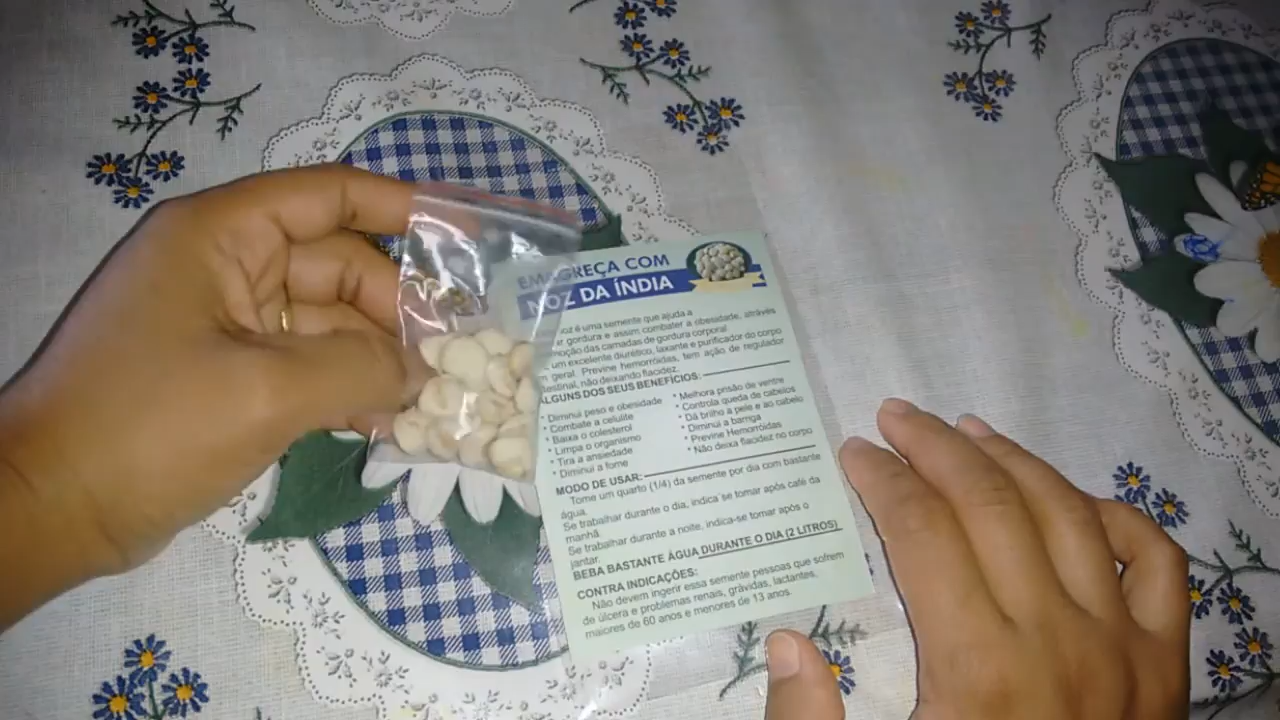 EMAGREÇA COM
NOZ DA ÍNDIA
noz é uma semente que ajuda a
gordura e assim combater a obesidade, atrávés
moção das camadas de gordura corporal
um excelente diurético, laxante e purificador do corpo
geral. Previne hemorróidas, tem ação de regulador
testinal, não deixando flacidez.
ALGUNS DOS SEUS BENEFÍCIOS:
* Diminui peso e obesidade
* Combate a celulite
* Baixa o colesterol
* Limpa o organismo
* Tira a ansiedade
* Diminui a fome
* Melhora prisão de ventre
* Controla queda de cabelos
* Dá brilho a pele e ao cabelo
* Diminui a barriga
* Previne Hemorróidas
* Não deixa flacidez no corpo
MODO DE USAR:
Tome um quarto (1/4) da semente por dia com bastante
água.
Se trabalhar durante o dia, indica se tomar após café da
manhã.
Se trabalhar durante a noite, indica-se tomar após o
jantar.
BEBA BASTANTE ÁGUA DURANTE O DIA (2 LITROS)
CONTRA INDICAÇÕES:
Não devem ingerir essa semente pessoas que sofrem
de úlcera e problemas renais, grávidas, lactantes,
maiores de 60 anos e menores de 13 anos.